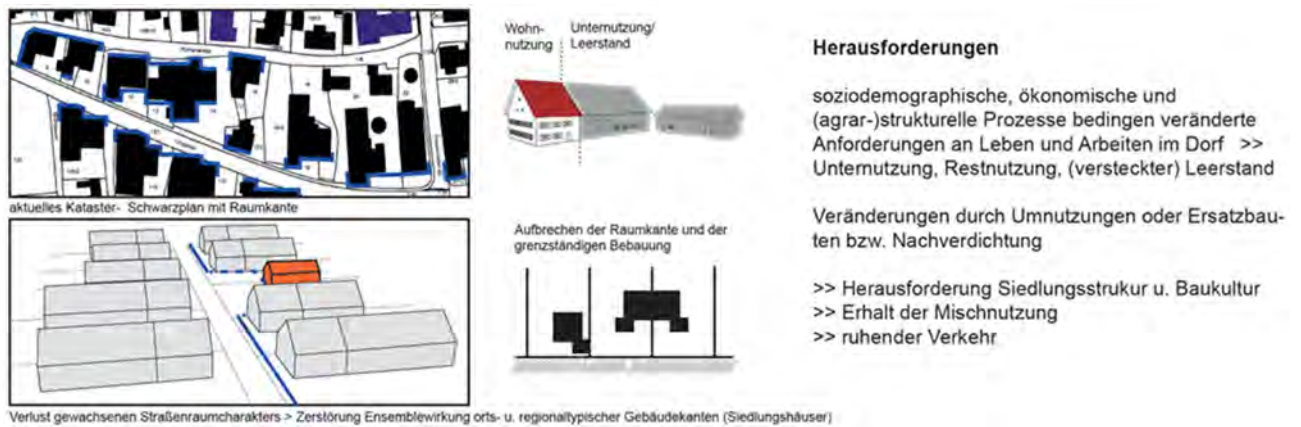 aktuelles Kataster- Schwarzplan mit Raumkante
Wohn-
nutzung
Unternutzung/
Leerstand
Aufbrechen der Raumkante und der
grenzständigen Bebauung
Verlust gewachsenen Straßenraumcharakters > Zerstörung Ensemblewirkung orts- u. regionaltypischer Gebäudekanten (Siedlungshäuser)
Herausforderungen
soziodemographische, ökonomische und
(agrar-)strukturelle Prozesse bedingen veränderte
Anforderungen an Leben und Arbeiten im Dorf >>
Unternutzung, Restnutzung, (versteckter) Leerstand
Veränderungen durch Umnutzungen oder Ersatzbau-
ten bzw. Nachverdichtung
>> Herausforderung Siedlungsstrukur u. Baukultur
>> Erhalt der Mischnutzung
>> ruhender Verkehr